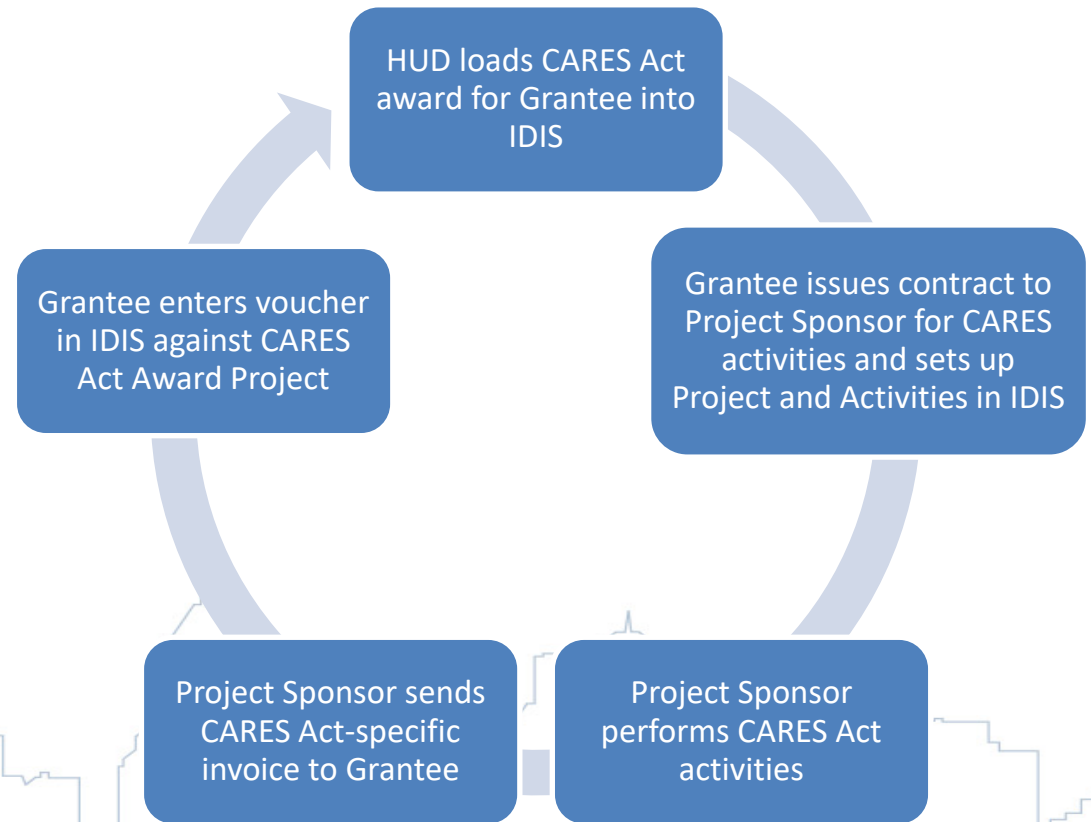 HUD loads CARES Act
award for Grantee into
IDIS
Grantee issues contract to
Project Sponsor for CARES
activities and sets up
Project and Activities in IDIS
Project Sponsor
performs CARES Act
activities
Project Sponsor sends
CARES Act-specific
invoice to Grantee
Grantee enters voucher
in IDIS against CARES
Act Award Project